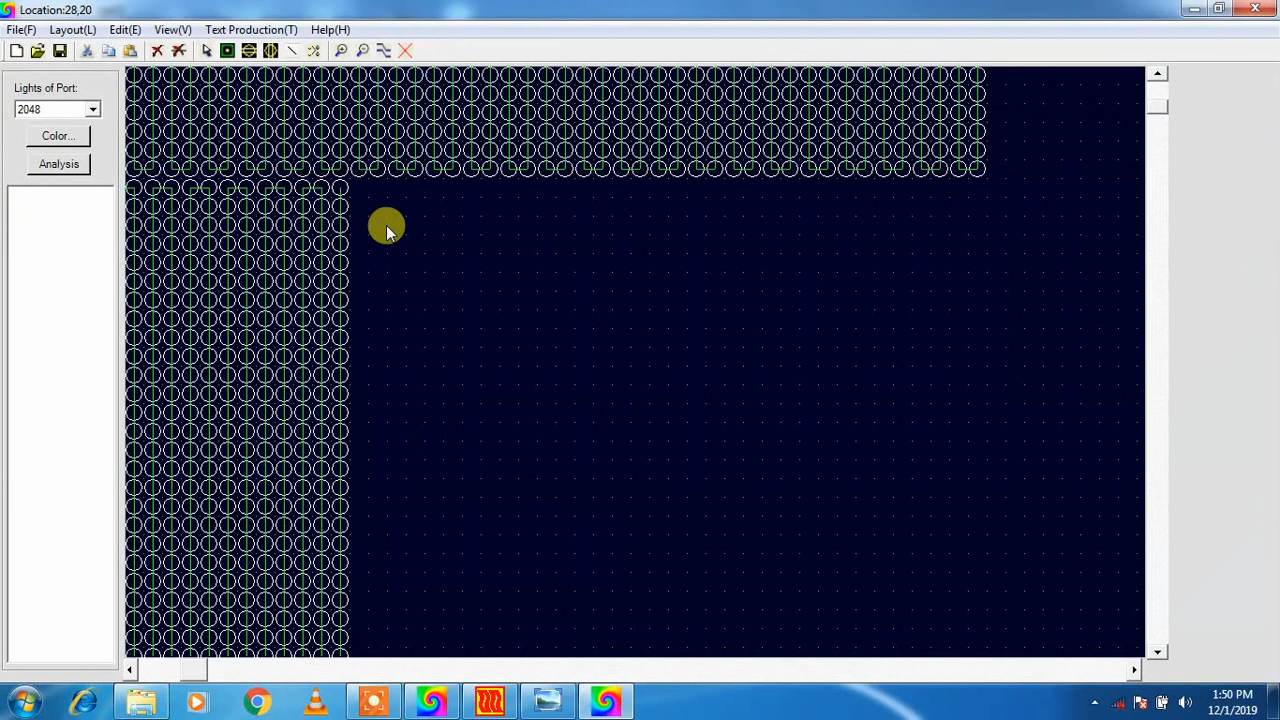 Location:28,20
File(F) Layout(L) Edit(E) View(V) Text Production(T) Help(H)
Lights of Port:
2048
Color...
Analysis
1:50 PM
12/1/2019